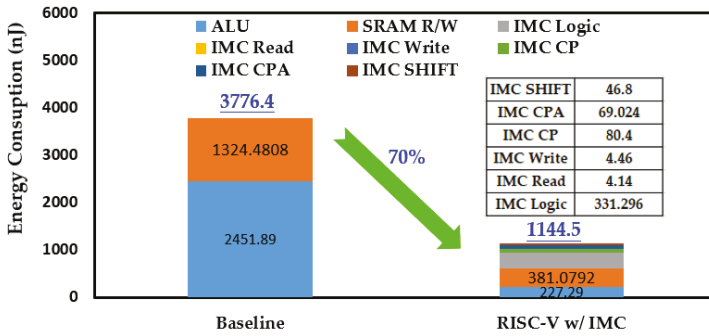 6000
5000
4000
3000
2000
1000
0
Energy Consuption (nJ)
ALU SRAM R/W IMC Logic
IMC Read IMC Write IMC CP
IMC CPA IMC SHIFT
3776.4
1324.4808
2451.89
70%
IMC SHIFT 46.8
IMC CPA 69.024
IMC CP 80.4
IMC Write 4.46
IMC Read 4.14
IMC Logic 331.296
1144.5
381.0792
227.29
Baseline RISC-V w/ IMC